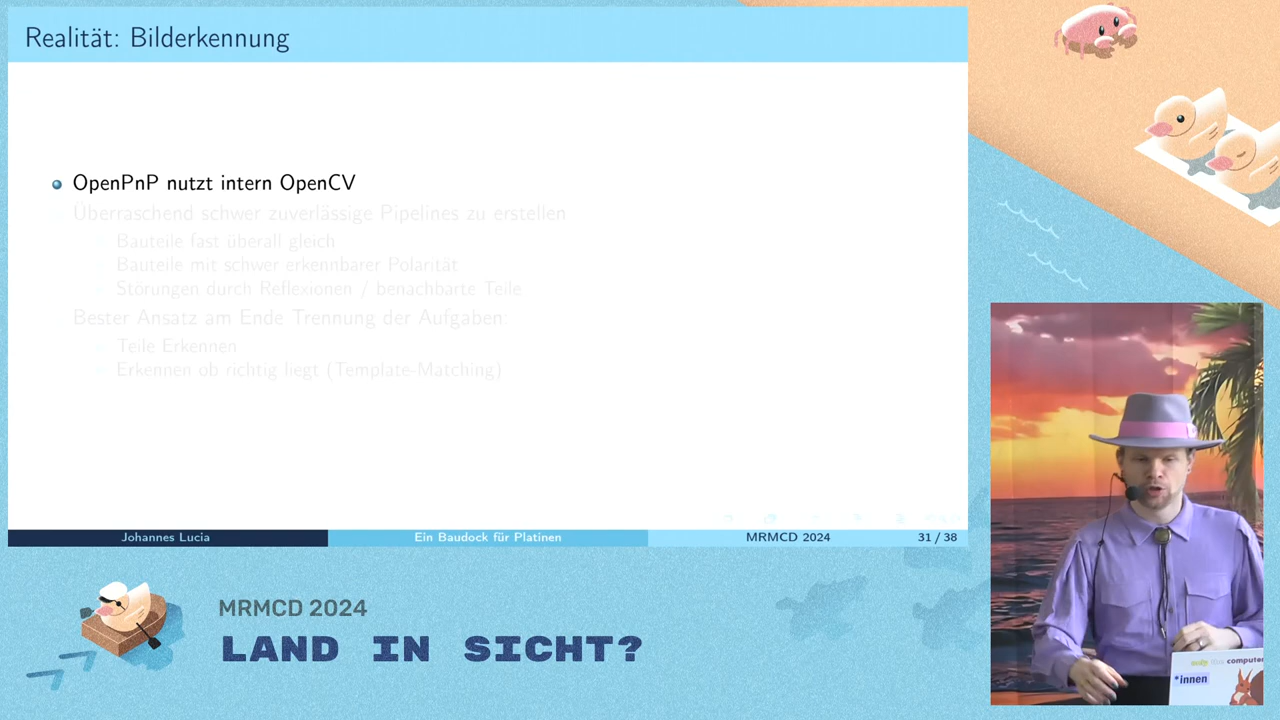 Realität: Bilderkennung
OpenPnP nutzt intern OpenCV
Überraschend schwer zuverlässige Pipelines zu erstellen
Bauteile fast überall gleich
Bauteile mit schwer erkennbarer Polarität
Störungen durch Reflexionen / benachbarte Teile
Bester Ansatz am Ende Trennung der Aufgaben:
Teile Erkennen
Erkennen ob richtig liegt (Template-Matching)
Johannes Lucia
Ein Baudock für Platinen
MRMCD 2024
31 / 38
MRMCD 2024
LAND IN SICHT?
computer
*innen